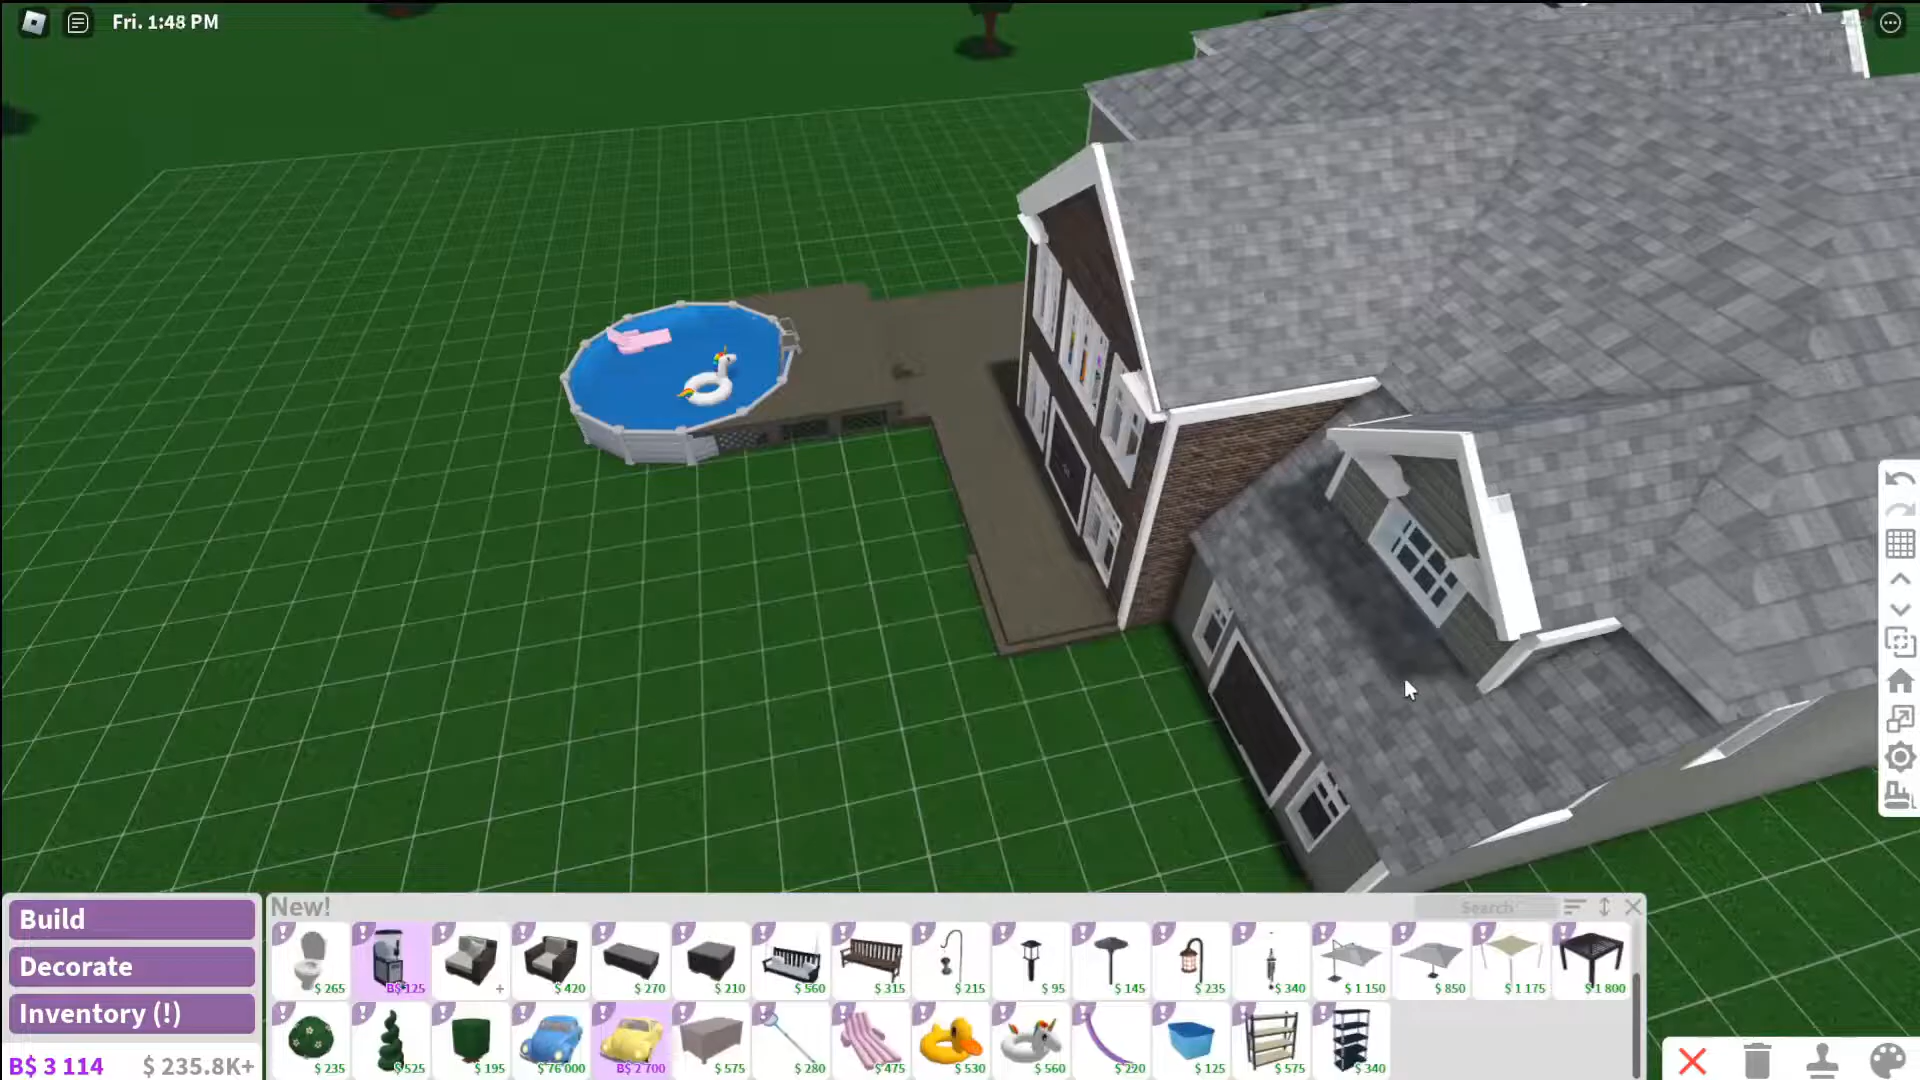 Fri. 1:48 PM
New!
Search
Build
Decorate
Inventory (!)
B$ 3 114 $ 235.8K+
$ 265 B$ 125 + $ 420 $ 270 $ 210 $ 560 $ 315 $ 215 $ 95 $ 145 $ 235 $ 340 $ 1 150 $ 850 $ 1 175 $ 1 800
$ 235 $ 525 $ 195 $ 76 000 B$ 2 700 $ 575 $ 280 $ 475 $ 530 $ 560 $ 220 $ 125 $ 575 $ 340